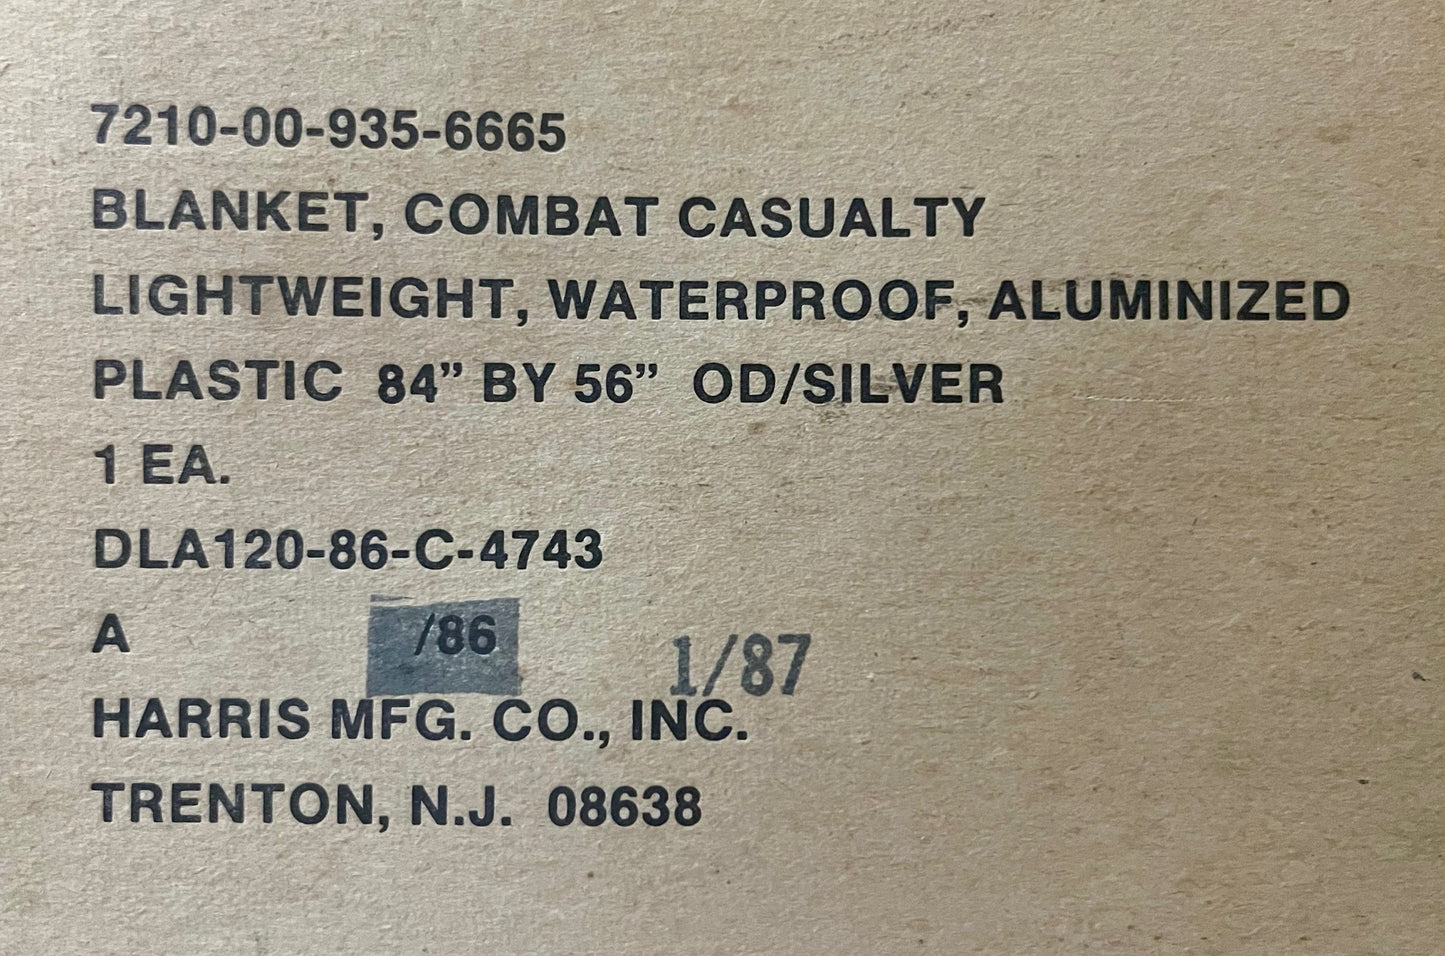 7210-00-935-6665
BLANKET, COMBAT CASUALTY
LIGHTWEIGHT, WATERPROOF, ALUMINIZED
PLASTIC 84” BY 56” OD/SILVER
1 EA.
DLA120-86-C-4743
A /86 1/87
HARRIS MFG. CO., INC.
TRENTON, N.J. 08638